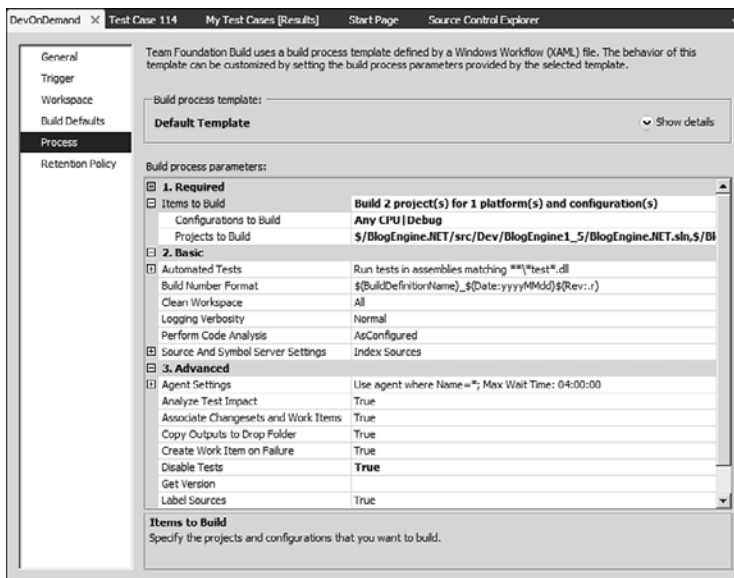 DevOnDemand X Test Case 114 My Test Cases [Results] Start Page Source Control Explorer
General
Trigger
Workspace
Build Defaults
Process
Retention Policy
Team Foundation Build uses a build process template defined by a Windows Workflow (XAML) file. The behavior of this
template can be customized by setting the build process parameters provided by the selected template.
Build process template:
Default Template Show details
Build process parameters:
1. Required
Items to Build Build 2 project(s) for 1 platform(s) and configuration(s)
Configurations to Build Any CPU|Debug
Projects to Build $/BlogEngine.NET/src/Dev/BlogEngine1_5/BlogEngine.NET.sln,$/Bl
2. Basic
Automated Tests Run tests in assemblies matching **\*test*.dll
Build Number Format $(BuildDefinitionName)_$(Date:yyyyMMdd)$(Rev:.r)
Clean Workspace All
Logging Verbosity Normal
Perform Code Analysis AsConfigured
Source And Symbol Server Settings Index Sources
3. Advanced
Agent Settings Use agent where Name=*; Max Wait Time: 04:00:00
Analyze Test Impact True
Associate Changesets and Work Items True
Copy Outputs to Drop Folder True
Create Work Item on Failure True
Disable Tests True
Get Version
Label Sources True
Items to Build
Specify the projects and configurations that you want to build.